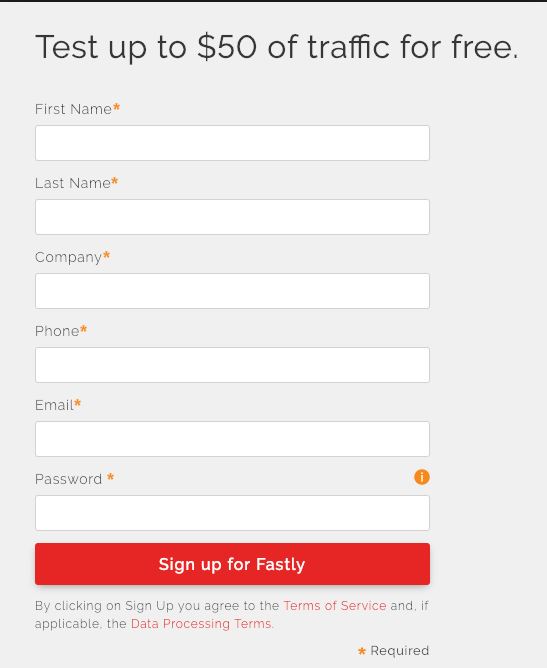 Test up to $50 of traffic for free.
First Name*
Last Name*
Company*
Phone*
Email*
Password *
i
Sign up for Fastly
By clicking on Sign Up you agree to the Terms of Service and, if
applicable, the Data Processing Terms.
* Required